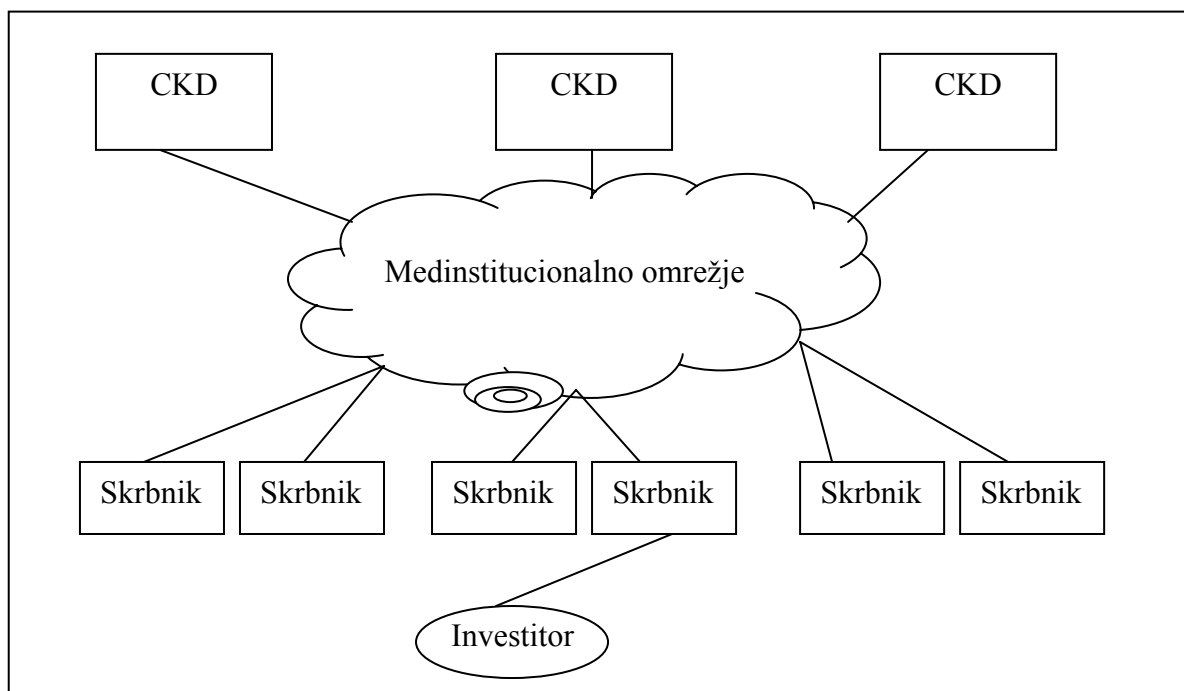 CKD
CKD
CKD
Medinstitucionalno omrežje
Skrbnik
Skrbnik
Skrbnik
Skrbnik
Skrbnik
Skrbnik
Investitor